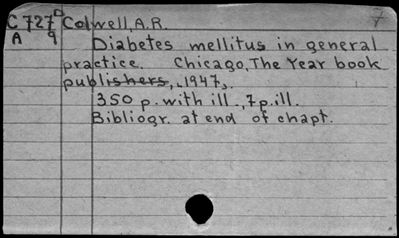 C 727 D Colwell, A.R. 7
A 9
Diabetes mellitus in general
practice. Chicago, The Year book
publishers, 1947.
350 p. with ill., 7 p. ill.
Bibliogr. at end of chapt.